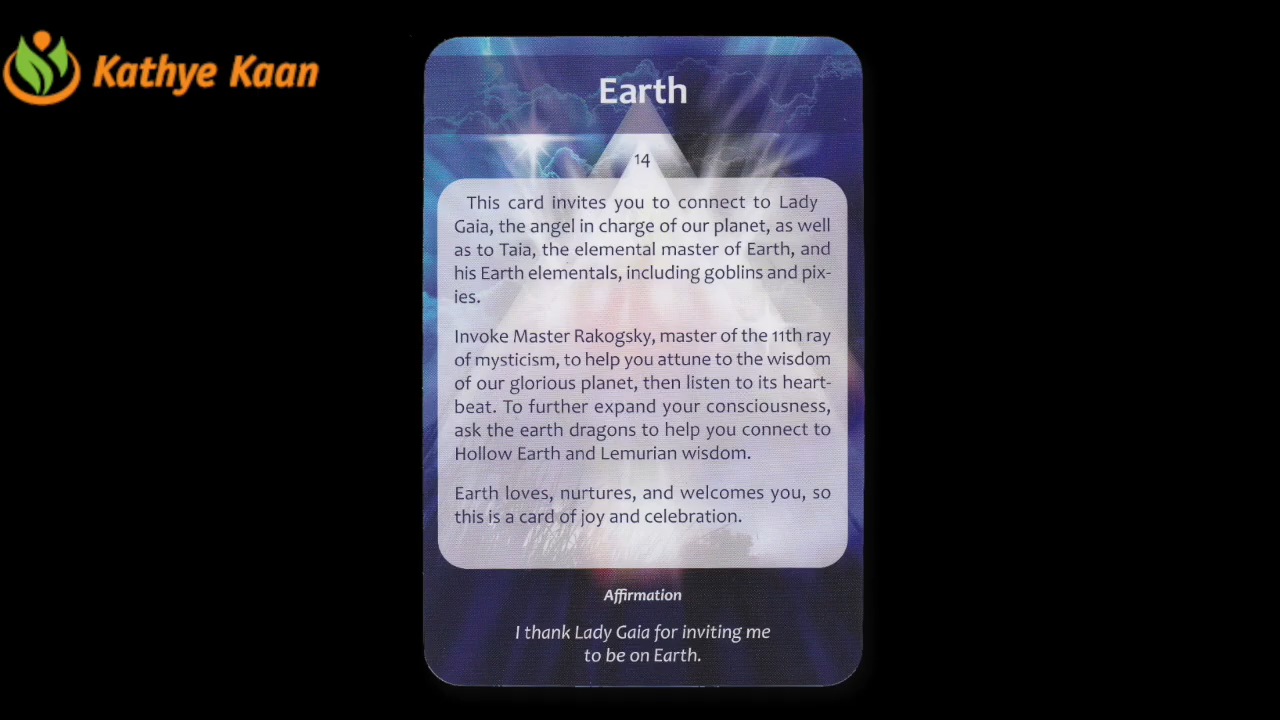 Kathye Kaan
Earth
14
This card invites you to connect to Lady
Gaia, the angel in charge of our planet, as well
as to Taia, the elemental master of Earth, and
his Earth elementals, including goblins and pix-
ies.
Invoke Master Rakogsky, master of the 11th ray
of mysticism, to help you attune to the wisdom
of our glorious planet, then listen to its heart-
beat. To further expand your consciousness,
ask the earth dragons to help you connect to
Hollow Earth and Lemurian wisdom.
Earth loves, nurtures, and welcomes you, so
this is a card of joy and celebration.
Affirmation
I thank Lady Gaia for inviting me
to be on Earth.